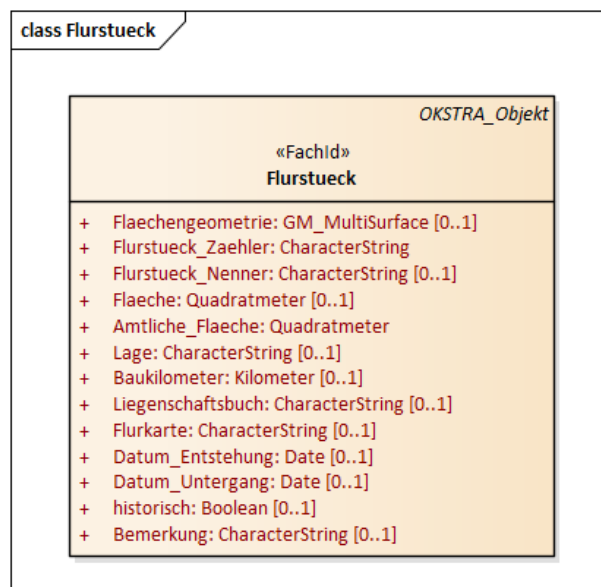 class Flurstueck
OKSTRA_Objekt
«FachId»
Flurstueck
+ Flaechengeometrie: GM_MultiSurface [0..1]
+ Flurstueck_Zaehler: CharacterString
+ Flurstueck_Nenner: CharacterString [0..1]
+ Flaeche: Quadratmeter [0..1]
+ Amtliche_Flaeche: Quadratmeter
+ Lage: CharacterString [0..1]
+ Baukilometer: Kilometer [0..1]
+ Liegenschaftsbuch: CharacterString [0..1]
+ Flurkarte: CharacterString [0..1]
+ Datum_Entstehung: Date [0..1]
+ Datum_Untergang: Date [0..1]
+ historisch: Boolean [0..1]
+ Bemerkung: CharacterString [0..1]